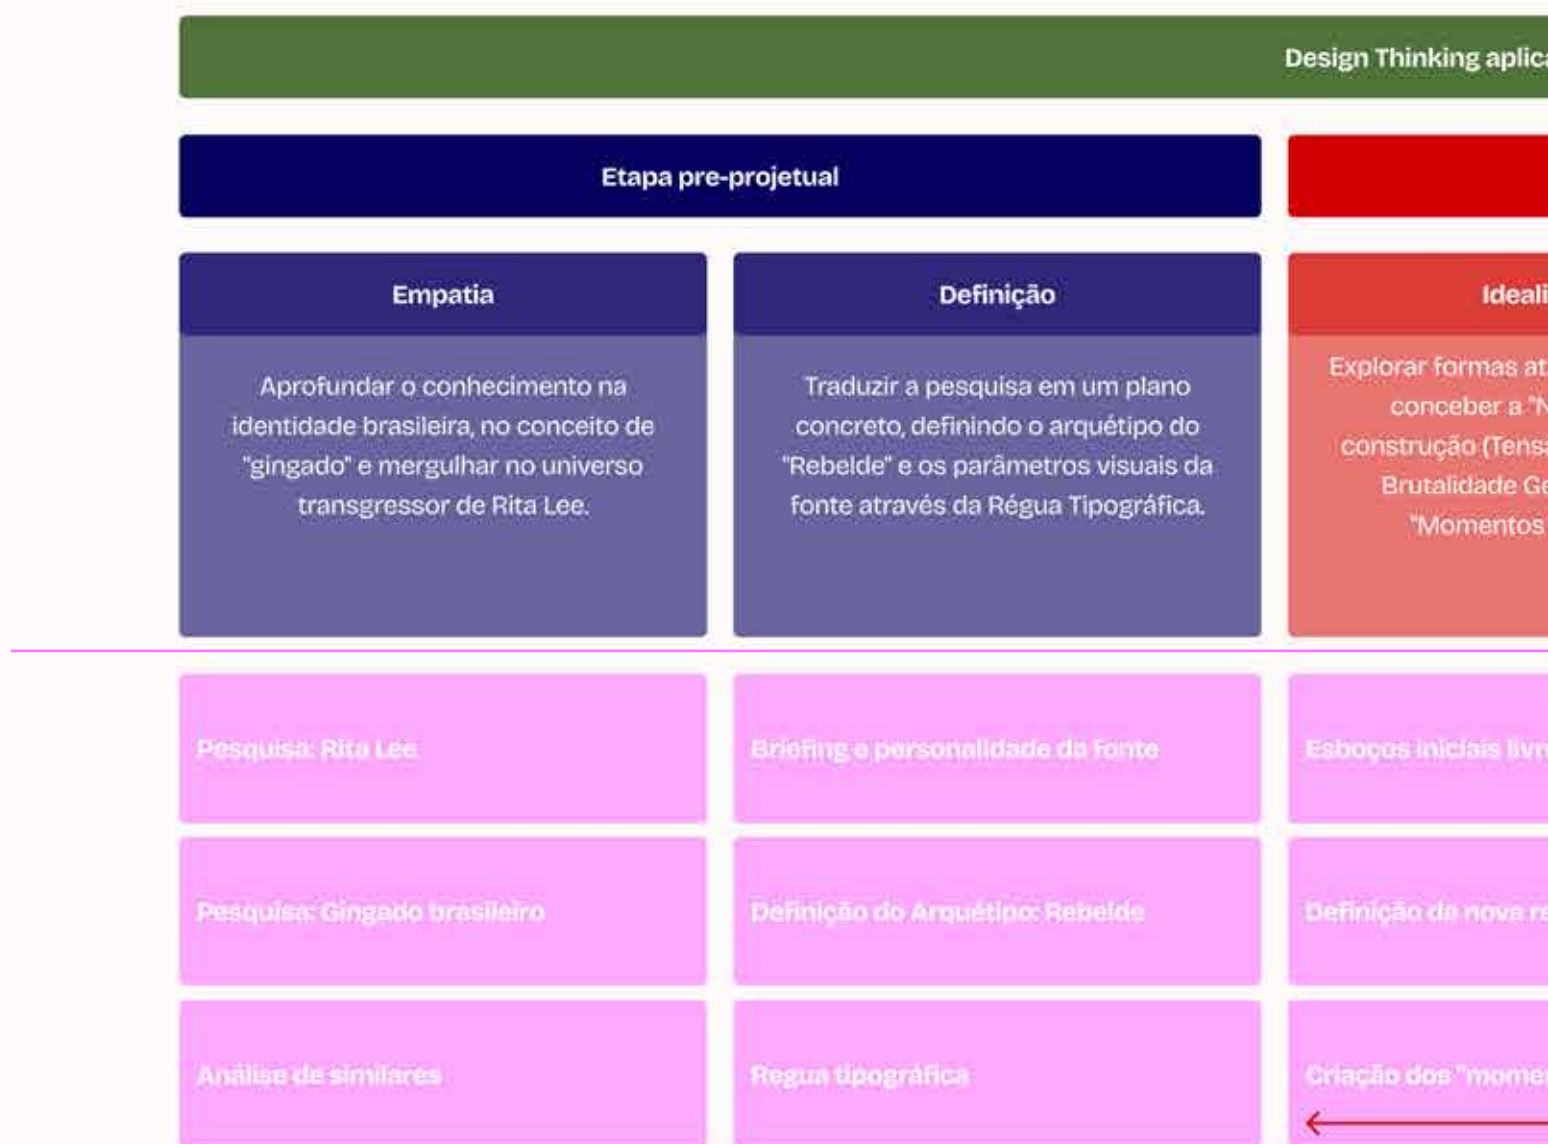 Design Thinking aplica
Etapa pre-projetual
Empatia
Aprofundar o conhecimento na
identidade brasileira, no conceito de
"gingado" e mergulhar no universo
transgressor de Rita Lee.
Definição
Traduzir a pesquisa em um plano
concreto, definindo o arquétipo do
"Rebelde" e os parâmetros visuais da
fonte através da Régua Tipográfica.
Ideali
Explorar formas at
conceber a "N
construção (Tensa
Brutalidade Ge
"Momentos
Pesquisa: Rita Lee
Briefing e personalidade da fonte
Esboços iniciais livr
Pesquisa: Gingado brasileiro
Definição do Arquétipo: Rebelde
Definição da nova re
Análise de similares
Regua tipográfica
Criação dos "momen